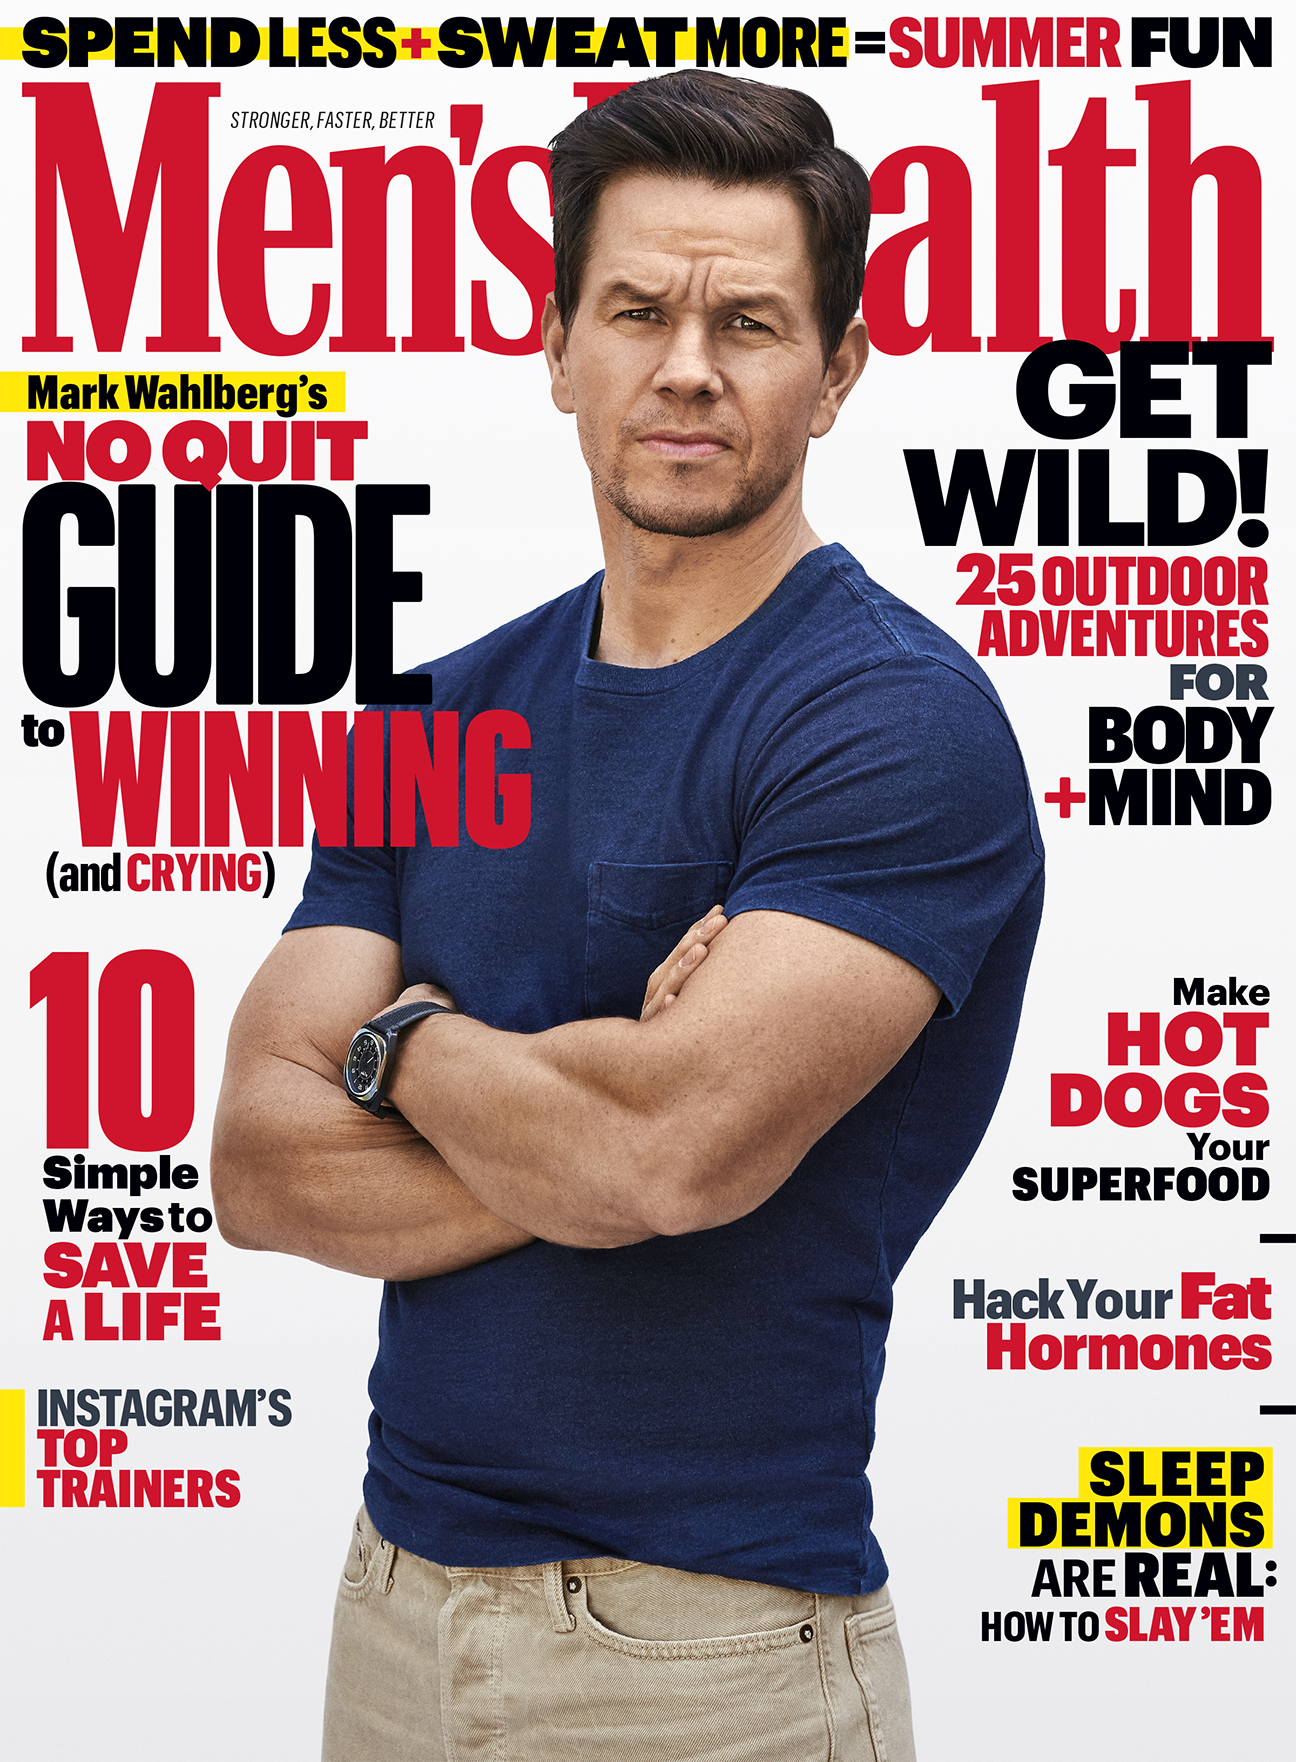 SPEND LESS + SWEAT MORE = SUMMER FUN
Men's Health
STRONGER, FASTER, BETTER
Mark Wahlberg's
NO QUIT
GUIDE
to WINNING
(and CRYING)
10
Simple
Ways to
SAVE
A LIFE
INSTAGRAM'S
TOP
TRAINERS
GET
WILD!
25 OUTDOOR
ADVENTURES
FOR
BODY
+MIND
Make
HOT
DOGS
Your
SUPERFOOD
Hack Your Fat
Hormones
SLEEP
DEMONS
ARE REAL:
HOW TO SLAY 'EM